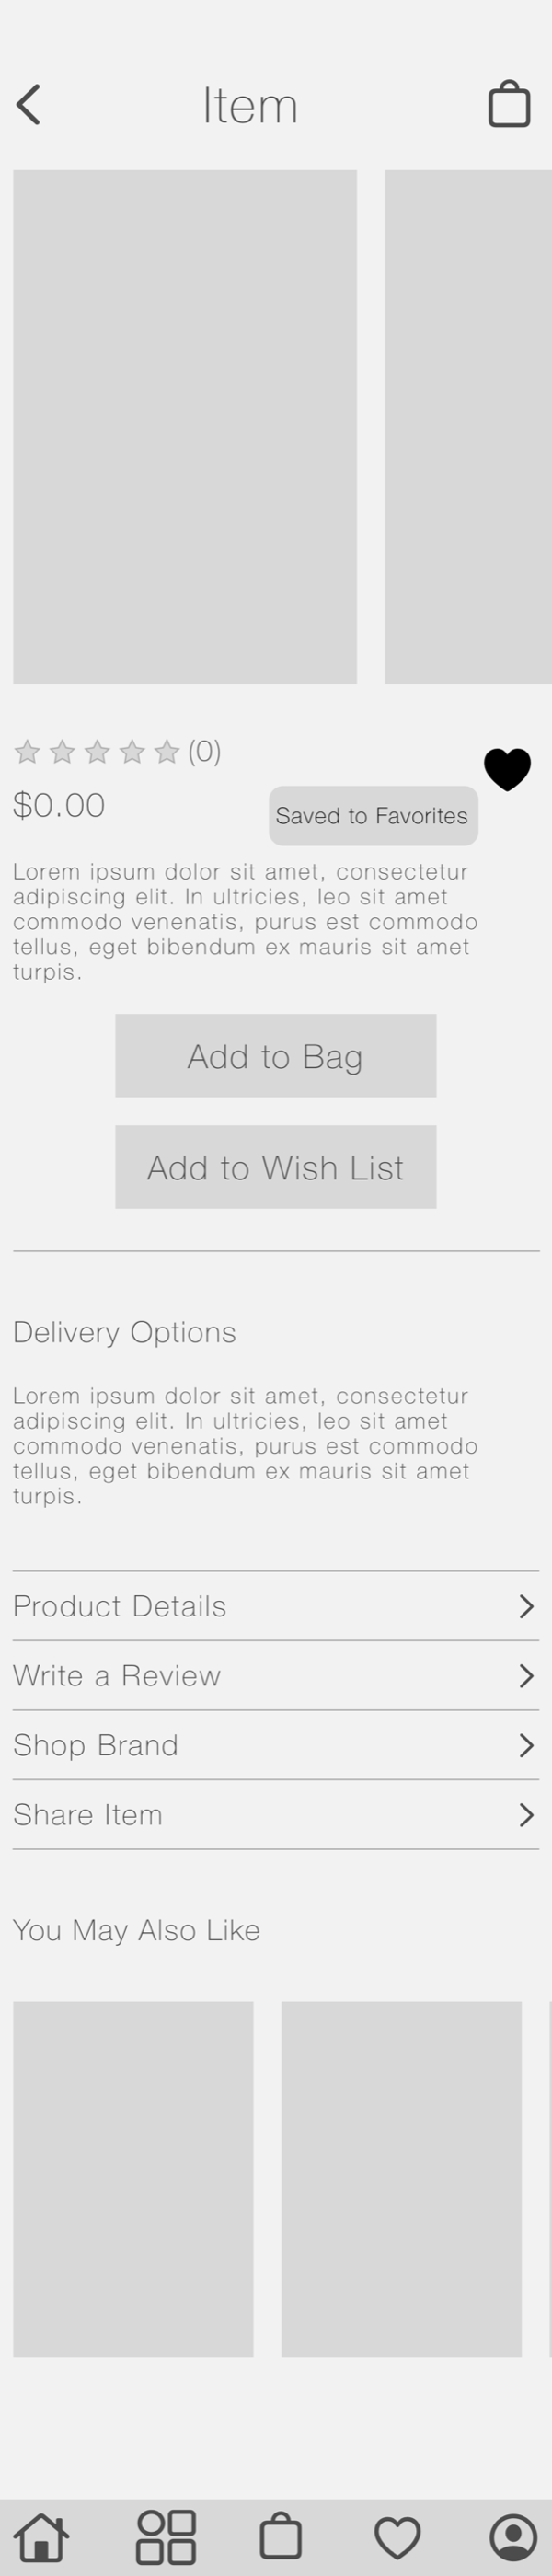 Item
(0)
$0.00
Saved to Favorites
Lorem ipsum dolor sit amet, consectetur
adipiscing elit. In ultricies, leo sit amet
commodo venenatis, purus est commodo
tellus, eget bibendum ex mauris sit amet
turpis.
Add to Bag
Add to Wish List
Delivery Options
Lorem ipsum dolor sit amet, consectetur
adipiscing elit. In ultricies, leo sit amet
commodo venenatis, purus est commodo
tellus, eget bibendum ex mauris sit amet
turpis.
Product Details
Write a Review
Shop Brand
Share Item
You May Also Like